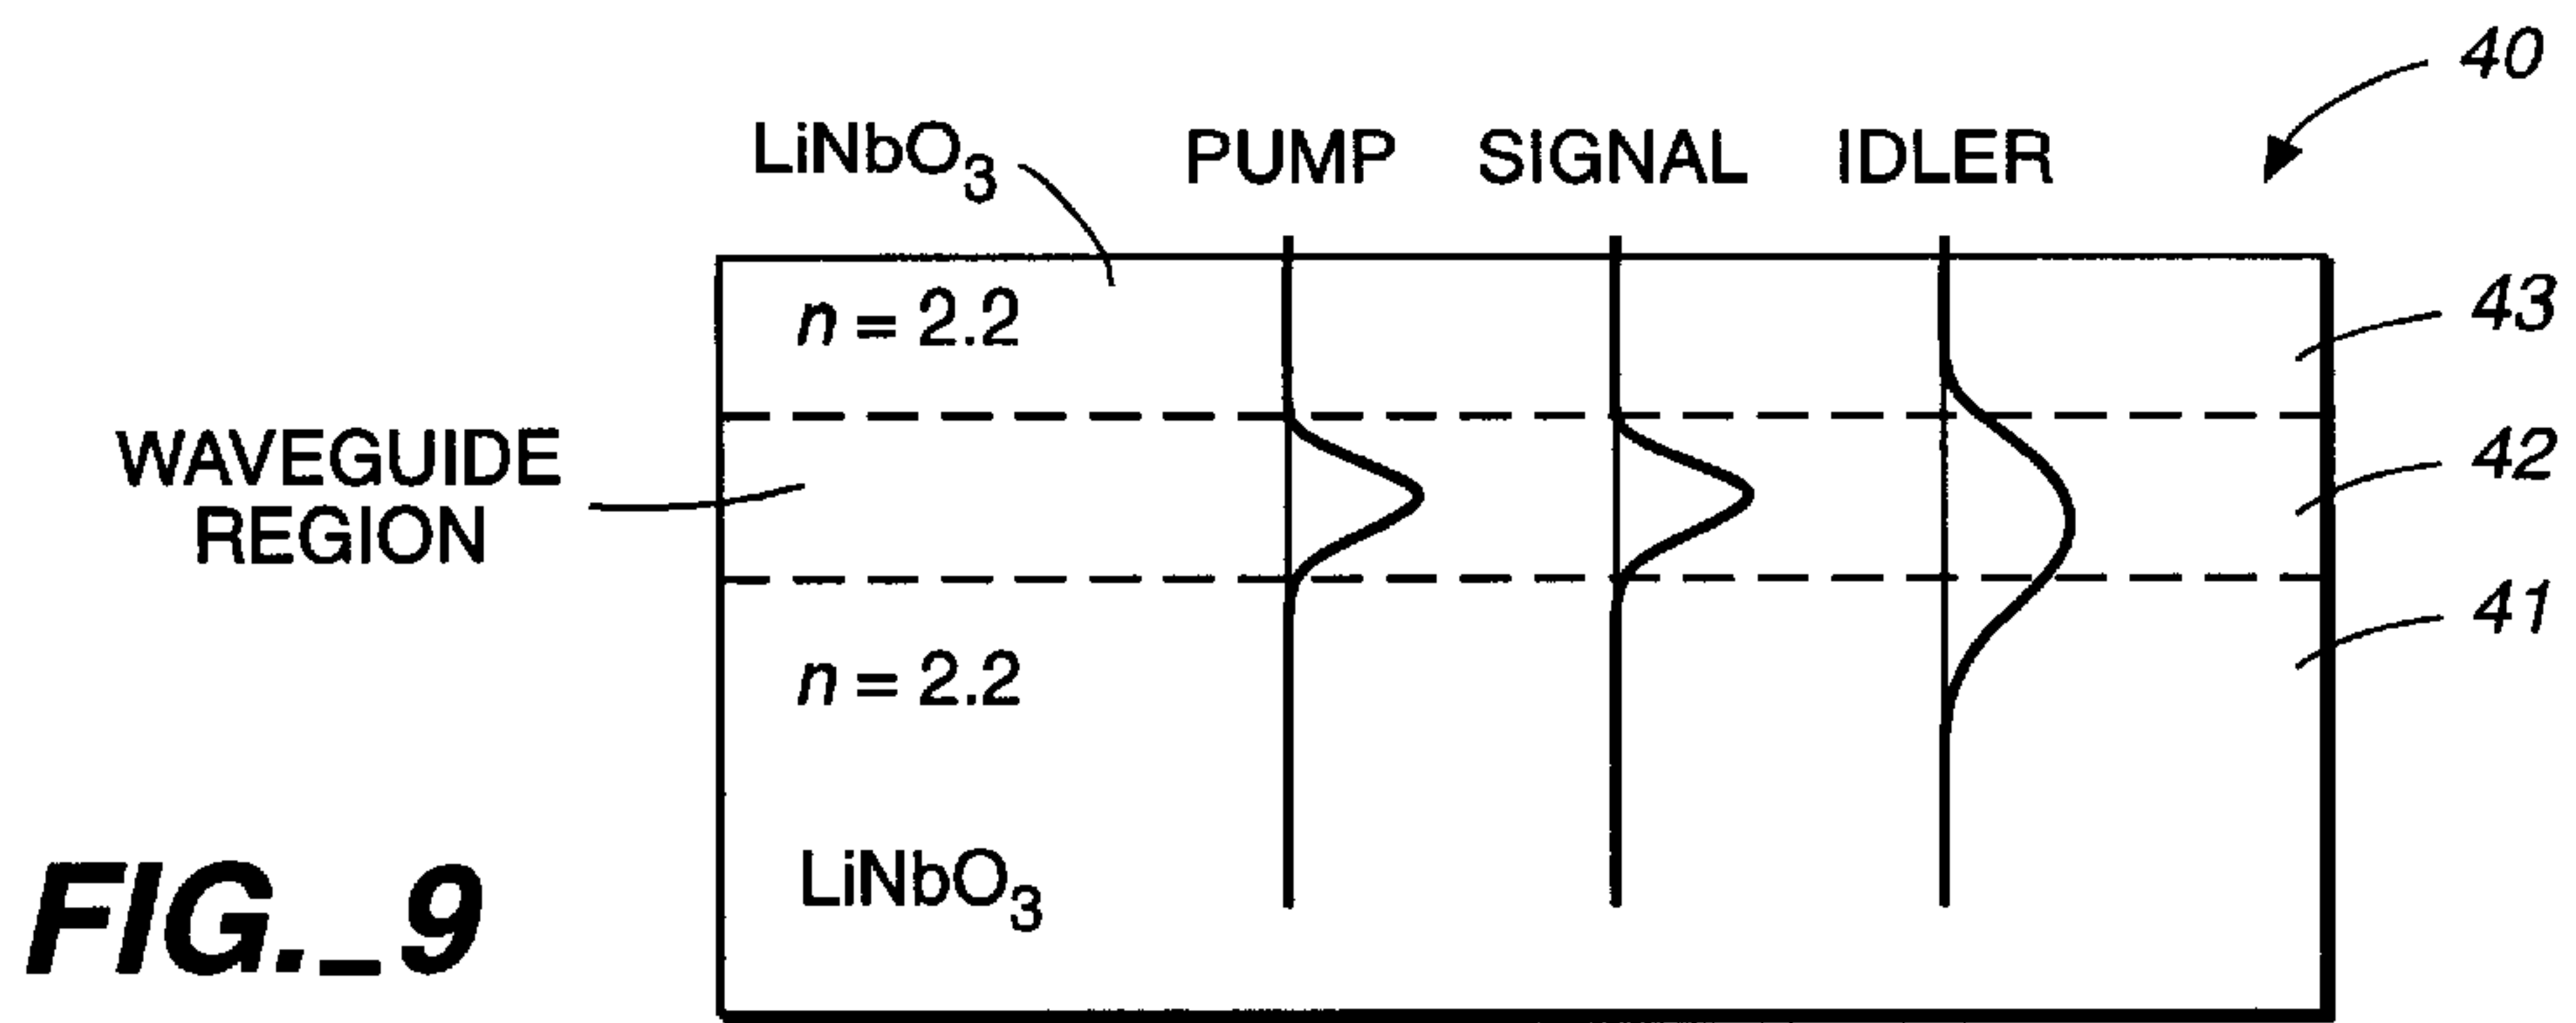 40
LiNbO3
PUMP
SIGNAL
IDLER
n = 2.2
43
WAVEGUIDE
REGION
42
41
n = 2.2
LiNbO3
FIG._9